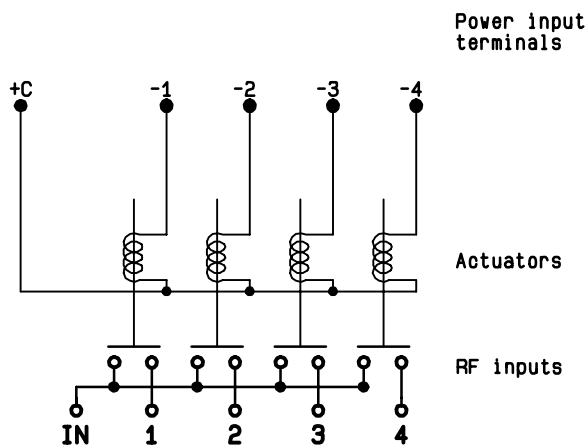 Power input
terminals
+C -1 -2 -3 -4
Actuators
RF inputs
IN 1 2 3 4